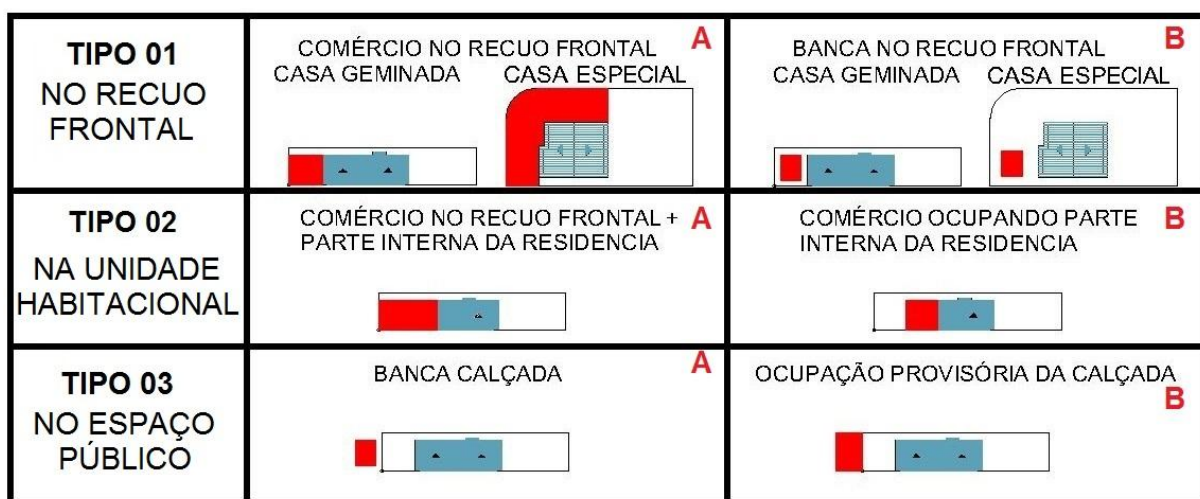 TIPO 01
NO RECUO
FRONTAL
COMÉRCIO NO RECUO FRONTAL A
CASA GEMINADA CASA ESPECIAL
BANCA NO RECUO FRONTAL B
CASA GEMINADA CASA ESPECIAL
TIPO 02
NA UNIDADE
HABITACIONAL
COMÉRCIO NO RECUO FRONTAL + A
PARTE INTERNA DA RESIDENCIA
COMÉRCIO OCUPANDO PARTE B
INTERNA DA RESIDENCIA
TIPO 03
NO ESPAÇO
PÚBLICO
BANCA CALÇADA A
OCUPAÇÃO PROVISÓRIA DA CALÇADA
B